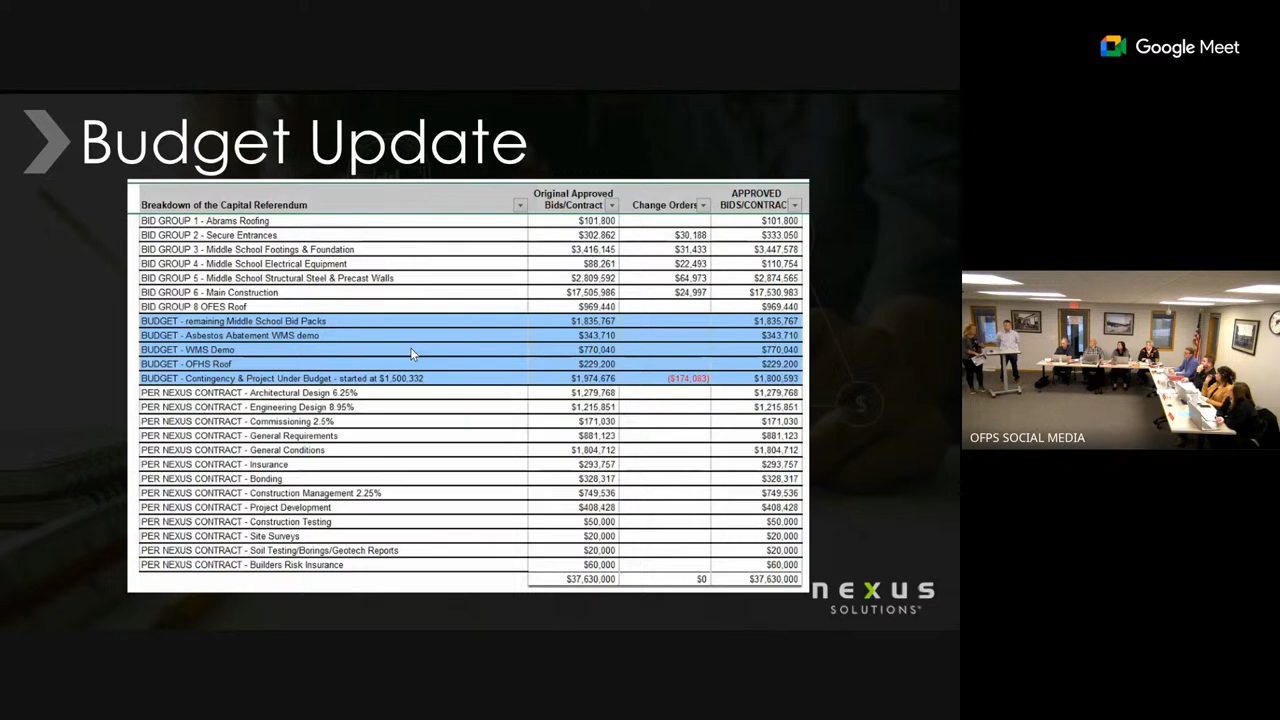 Google Meet
Budget Update
Breakdown of the Capital Referendum Original Approved Bids/Contract Change Orders APPROVED BIDS/CONTRAC
BID GROUP 1 - Abrams Roofing $101,800 $101,800
BID GROUP 2 - Secure Entrances $302,862 $30,188 $333,050
BID GROUP 3 - Middle School Footings & Foundation $3,416,145 $31,433 $3,447,578
BID GROUP 4 - Middle School Electrical Equipment $88,261 $22,493 $110,754
BID GROUP 5 - Middle School Structural Steel & Precast Walls $2,809,592 $64,973 $2,874,565
BID GROUP 6 - Main Construction $17,505,986 $24,997 $17,530,983
BID GROUP 8 OFES Roof $969,440 $969,440
BUDGET - remaining Middle School Bid Packs $1,835,767 $1,835,767
BUDGET - Asbestos Abatement WMS demo $343,710 $343,710
BUDGET - WMS Demo $770,040 $770,040
BUDGET - OFHS Roof $229,200 $229,200
BUDGET - Contingency & Project Under Budget - started at $1,500,332 $1,974,676 ($174,083) $1,800,593
PER NEXUS CONTRACT - Architectural Design 6.25% $1,279,768 $1,279,768
PER NEXUS CONTRACT - Engineering Design 8.95% $1,215,851 $1,215,851
PER NEXUS CONTRACT - Commissioning 2.5% $171,030 $171,030
PER NEXUS CONTRACT - General Requirements $881,123 $881,123
PER NEXUS CONTRACT - General Conditions $1,804,712 $1,804,712
PER NEXUS CONTRACT - Insurance $293,757 $293,757
PER NEXUS CONTRACT - Bonding $328,317 $328,317
PER NEXUS CONTRACT - Construction Management 2.25% $749,536 $749,536
PER NEXUS CONTRACT - Project Development $408,428 $408,428
PER NEXUS CONTRACT - Construction Testing $50,000 $50,000
PER NEXUS CONTRACT - Site Surveys $20,000 $20,000
PER NEXUS CONTRACT - Soil Testing/Borings/Geotech Reports $20,000 $20,000
PER NEXUS CONTRACT - Builders Risk Insurance $60,000 $60,000
$37,630,000 $0 $37,630,000
nexus
SOLUTIONS
OFPS SOCIAL MEDIA